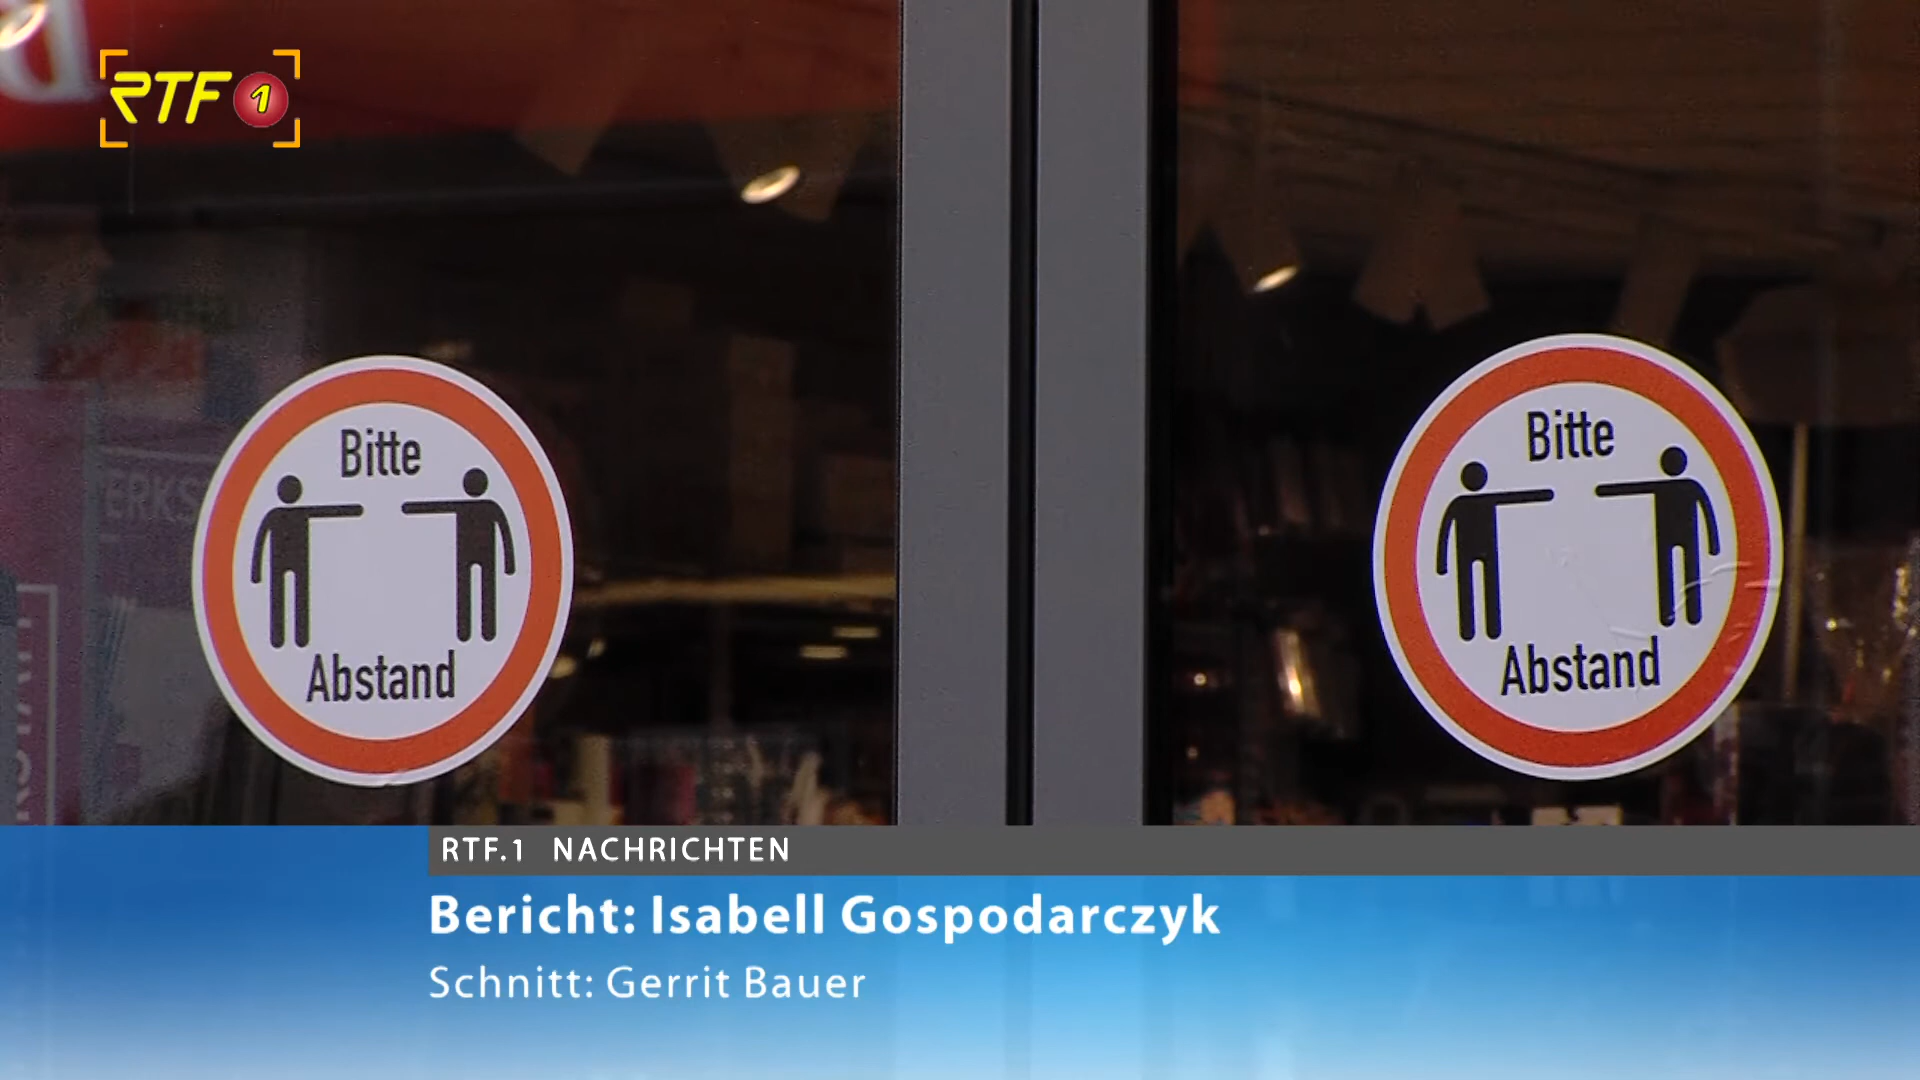 RTF 1
Bitte
Abstand
Bitte
Abstand
RTF.1 NACHRICHTEN
Bericht: Isabell Gospodarczyk
Schnitt: Gerrit Bauer